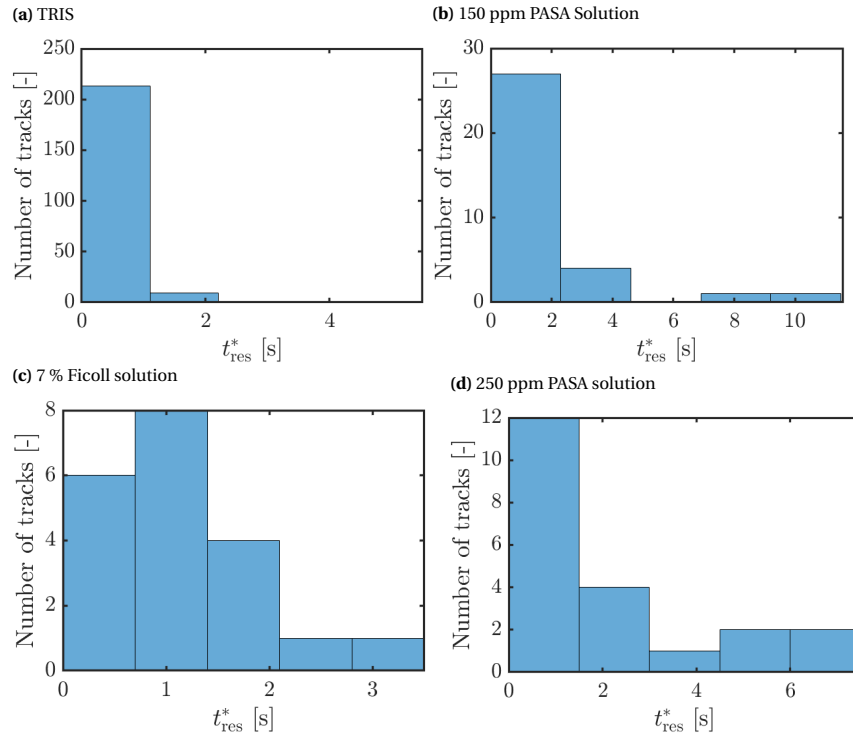 (a) TRIS
250
200
150
100
50
0
Number of tracks [-]
0 2 4
t*res [s]
(b) 150 ppm PASA Solution
30
20
10
0
Number of tracks [-]
0 2 4 6 8 10
t*res [s]
(c) 7 % Ficoll solution
8
6
4
2
0
Number of tracks [-]
0 1 2 3
t*res [s]
(d) 250 ppm PASA solution
12
10
8
6
4
2
0
Number of tracks [-]
0 2 4 6
t*res [s]